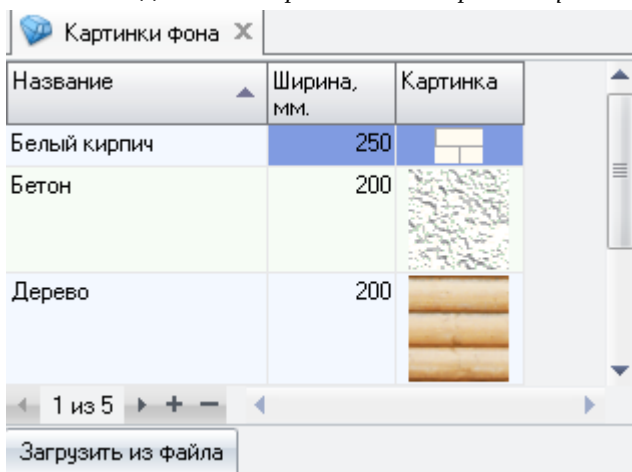 Картинки фона
Название Ширина, мм. Картинка
Белый кирпич 250
Бетон 200
Дерево 200
1 из 5
Загрузить из файла